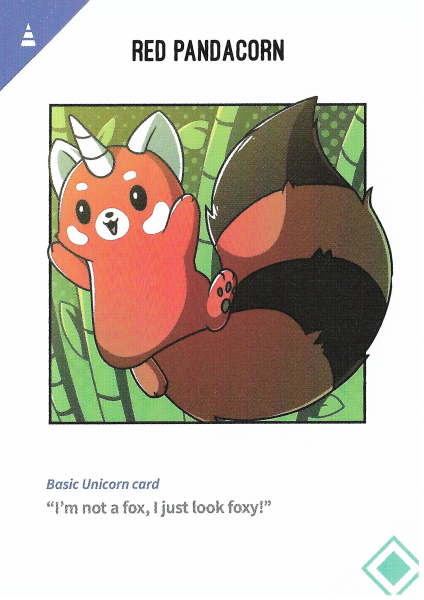 RED PANDACORN
Basic Unicorn card
“I’m not a fox, I just look foxy!”